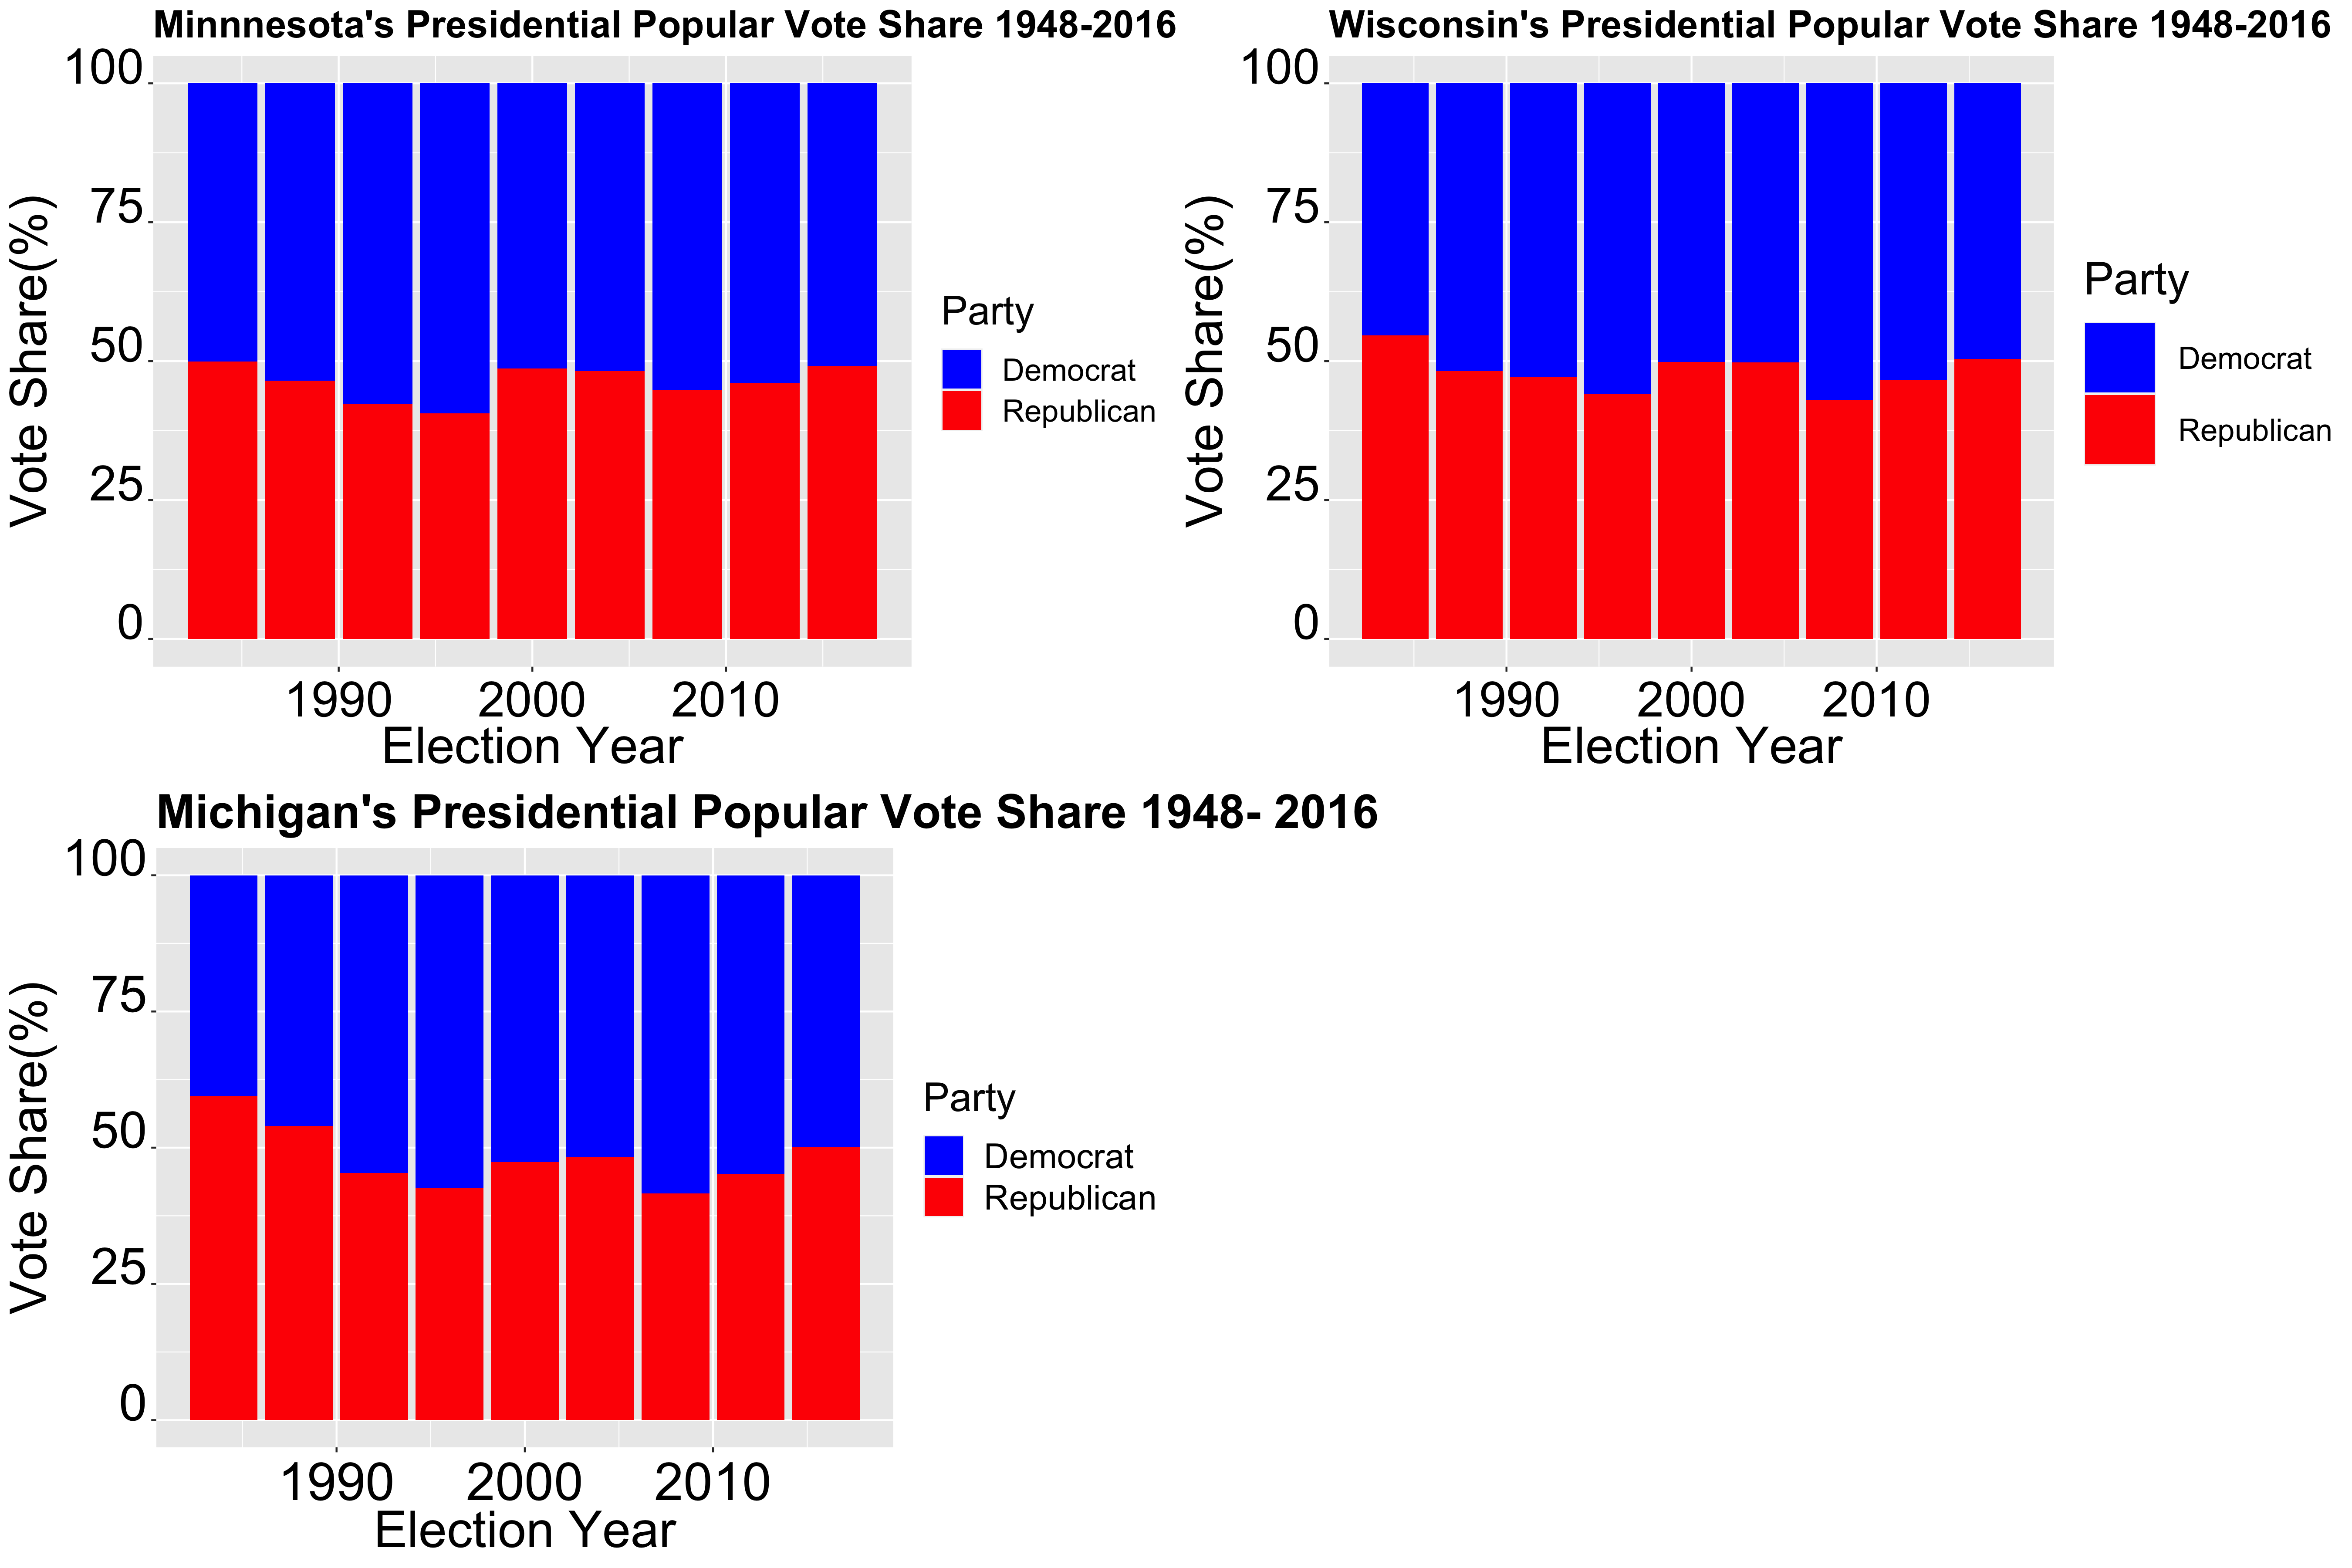 Minnnesota's Presidential Popular Vote Share 1948-2016
100
75
50
25
0
Vote Share(%)
1990 2000 2010
Election Year
Party
Democrat
Republican
Wisconsin's Presidential Popular Vote Share 1948-2016
100
75
50
25
0
Vote Share(%)
1990 2000 2010
Election Year
Party
Democrat
Republican
Michigan's Presidential Popular Vote Share 1948- 2016
100
75
50
25
0
Vote Share(%)
1990 2000 2010
Election Year
Party
Democrat
Republican